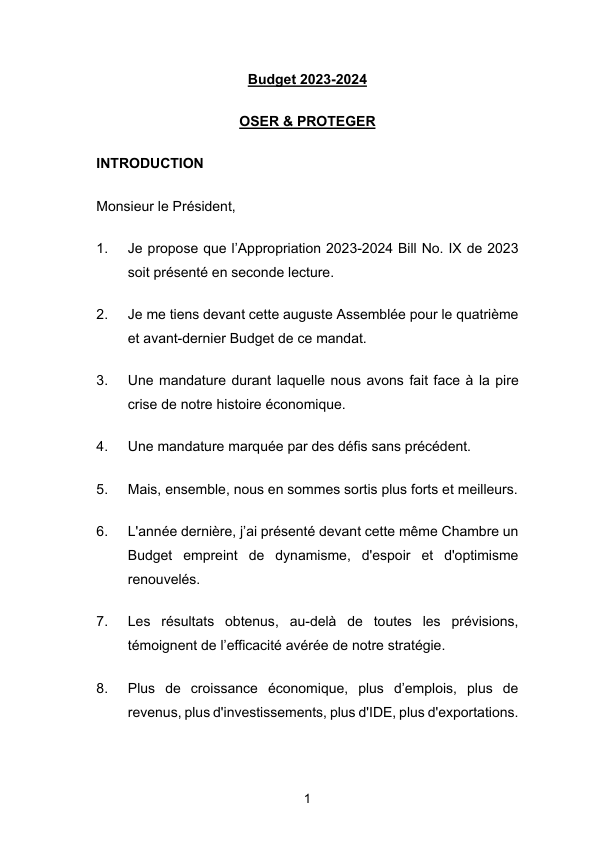 Budget 2023-2024
OSER & PROTEGER
INTRODUCTION
Monsieur le Président,
1. Je propose que l’Appropriation 2023-2024 Bill No. IX de 2023
soit présenté en seconde lecture.
2. Je me tiens devant cette auguste Assemblée pour le quatrième
et avant-dernier Budget de ce mandat.
3. Une mandature durant laquelle nous avons fait face à la pire
crise de notre histoire économique.
4. Une mandature marquée par des défis sans précédent.
5. Mais, ensemble, nous en sommes sortis plus forts et meilleurs.
6. L'année dernière, j’ai présenté devant cette même Chambre un
Budget empreint de dynamisme, d'espoir et d'optimisme
renouvelés.
7. Les résultats obtenus, au-delà de toutes les prévisions,
témoignent de l’efficacité avérée de notre stratégie.
8. Plus de croissance économique, plus d’emplois, plus de
revenus, plus d'investissements, plus d'IDE, plus d'exportations.
1